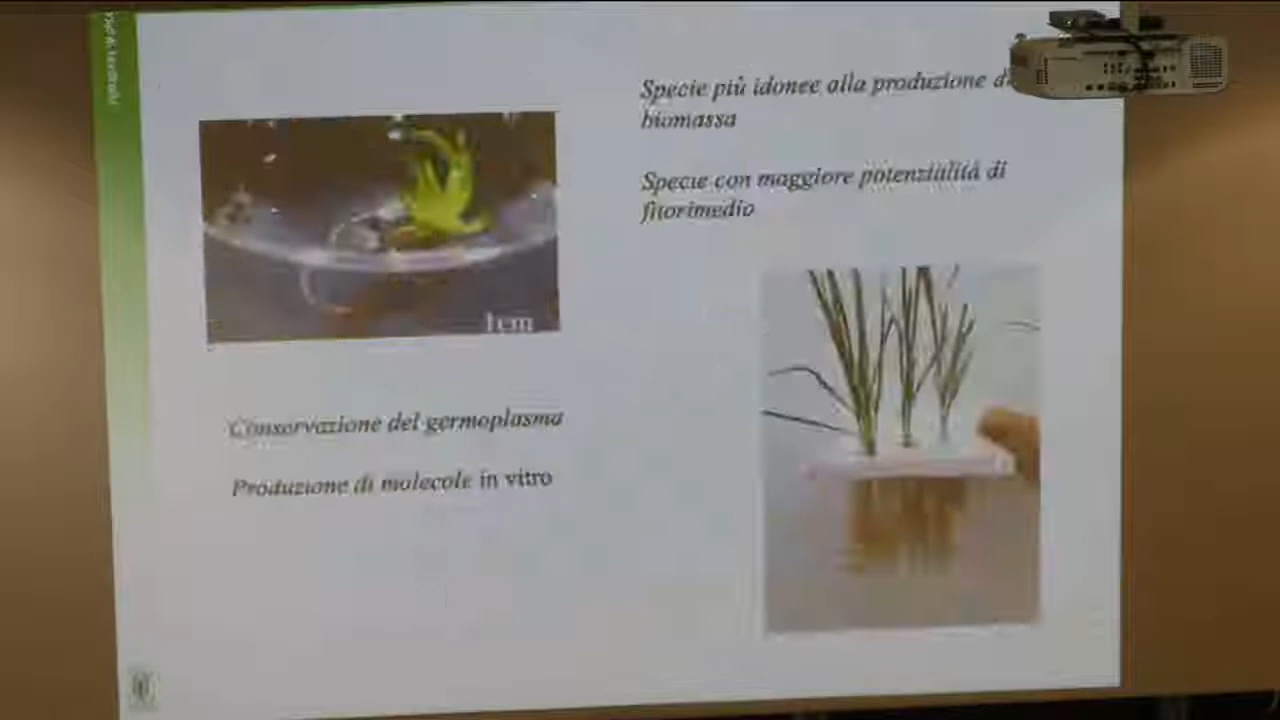 Specie più idonee alla produzione di
biomassa
Specie con maggiore potenzialità di
fitorimedio
1cm
Conservazione del germoplasma
Produzione di molecole in vitro